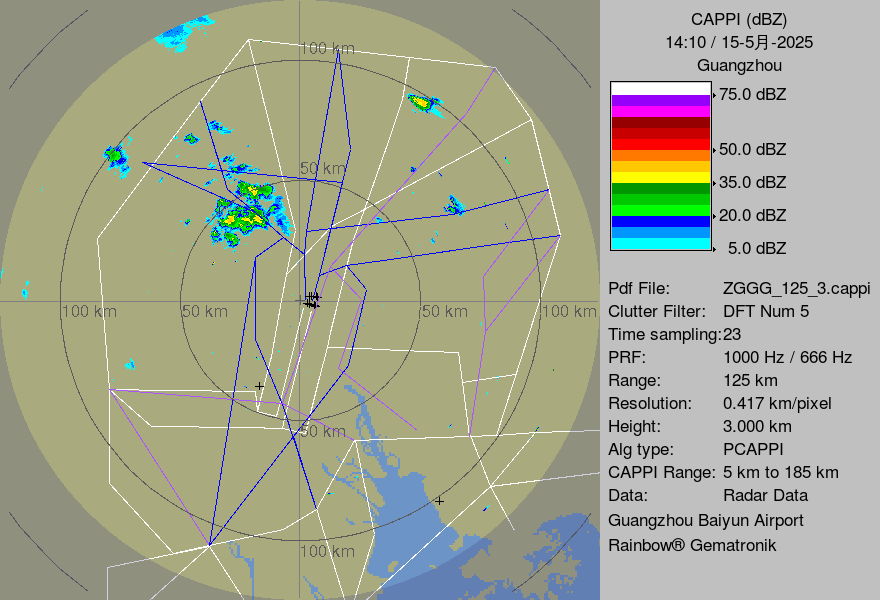 CAPPI (dBZ)
14:10 / 15-5月-2025
Guangzhou
75.0 dBZ
50.0 dBZ
35.0 dBZ
20.0 dBZ
5.0 dBZ
Pdf File: ZGGG_125_3.cappi
Clutter Filter: DFT Num 5
Time sampling:23
PRF: 1000 Hz / 666 Hz
Range: 125 km
Resolution: 0.417 km/pixel
Height: 3.000 km
Alg type: PCAPPI
CAPPI Range: 5 km to 185 km
Data: Radar Data
Guangzhou Baiyun Airport
Rainbow® Gematronik
100 km
50 km
100 km
50 km
50 km
100 km
50 km
100 km